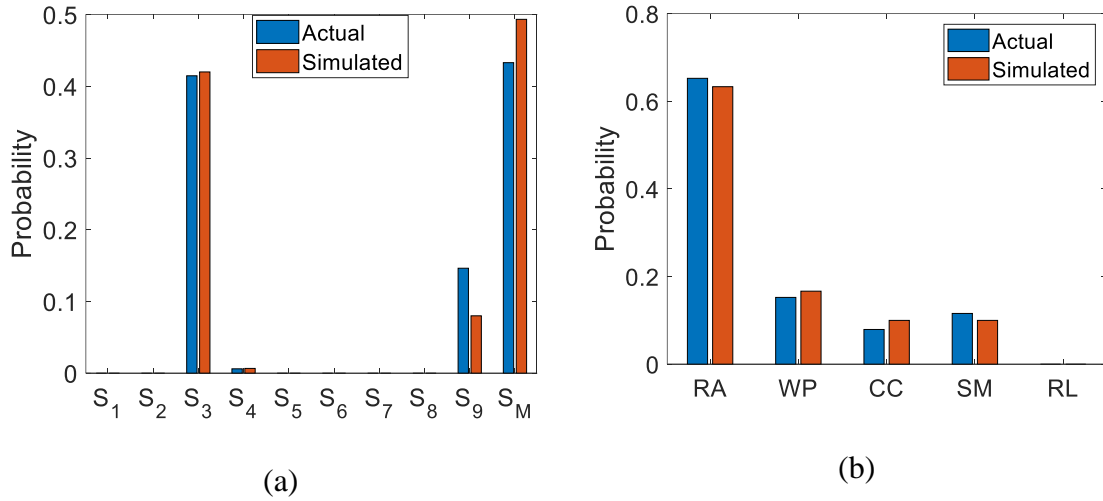 0.5
0.4
0.3
0.2
0.1
0
Probability
Actual
Simulated
S1 S2 S3 S4 S5 S6 S7 S8 S9 SM
(a)
0.8
0.6
0.4
0.2
0
Probability
Actual
Simulated
RA WP CC SM RL
(b)